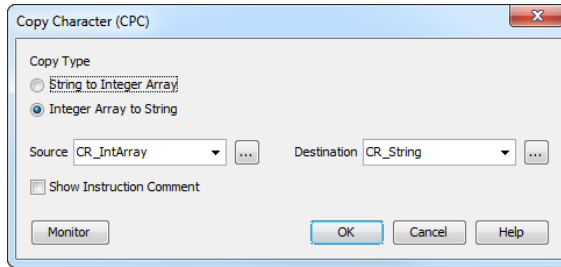 Copy Character (CPC)
Copy Type
String to Integer Array
Integer Array to String
Source CR_IntArray ... Destination CR_String ...
Show Instruction Comment
Monitor OK Cancel Help